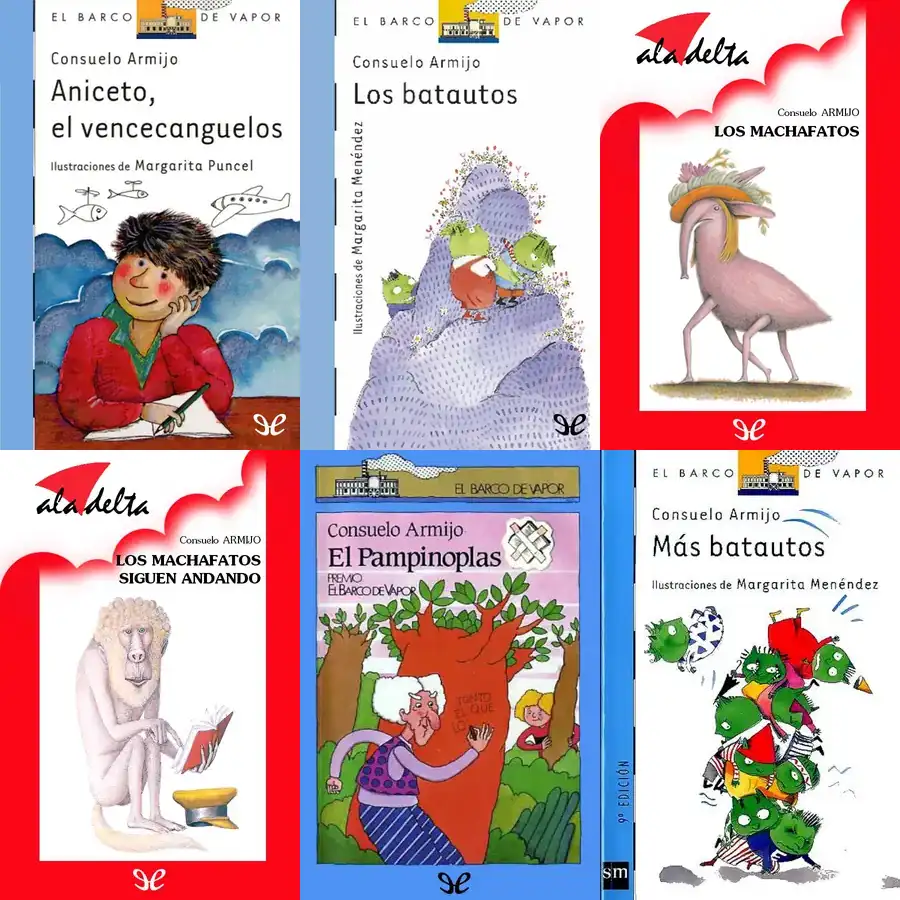 EL BARCO DE VAPOR
Consuelo Armijo
Aniceto,
el vencecanguelos
Ilustraciones de Margarita Puncel
EL BARCO DE VAPOR
Consuelo Armijo
Los batautos
Ilustraciones de Margarita Menéndez
ala delta
Consuelo ARMIJO
LOS MACHAFATOS
ala delta
Consuelo ARMIJO
LOS MACHAFATOS
SIGUEN ANDANDO
EL BARCO DE VAPOR
Consuelo Armijo
El Pampinoplas
PREMIO
EL BARCO DE VAPOR
TONTO
EL QUE
LO
9ª EDICIÓN
sm
EL BARCO DE VAPOR
Consuelo Armijo
Más batautos
Ilustraciones de Margarita Menéndez